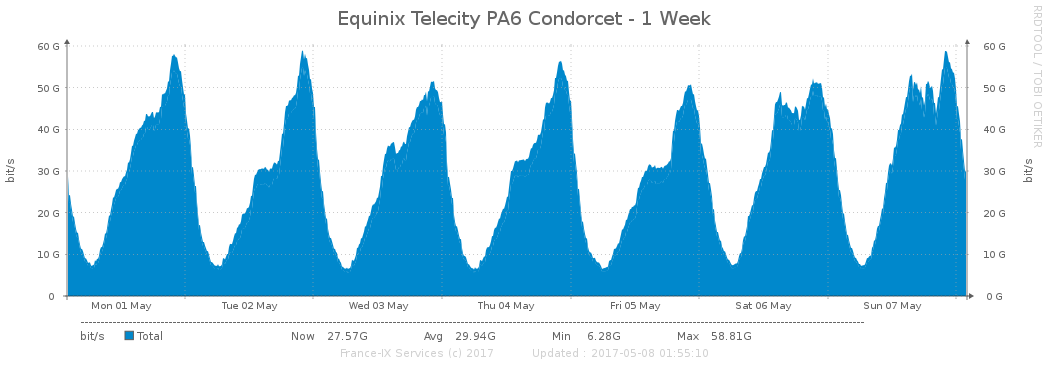 Equinix Telecity PA6 Condorcet - 1 Week
RRDTOOL / TOBI OETIKER
bit/s
60 G
50 G
40 G
30 G
20 G
10 G
0
60 G
50 G
40 G
30 G
20 G
10 G
0 G
bit/s
Mon 01 May Tue 02 May Wed 03 May Thu 04 May Fri 05 May Sat 06 May Sun 07 May
bit/s Total Now 27.57G Avg 29.94G Min 6.28G Max 58.81G
France-IX Services (c) 2017 Updated : 2017-05-08 01:55:10